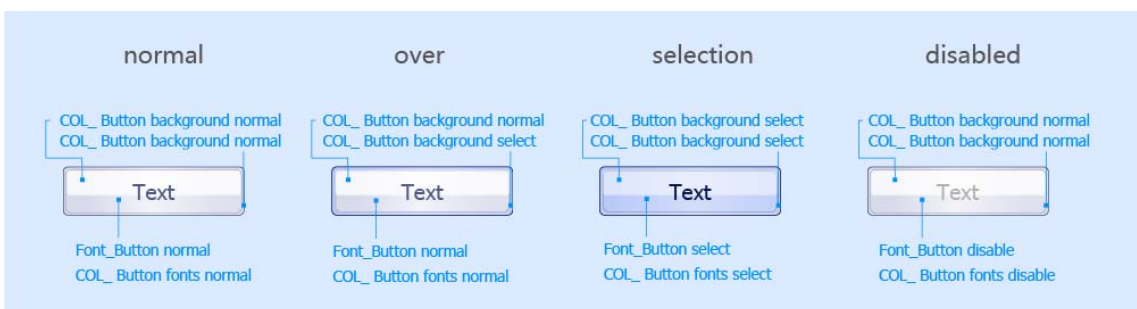 normal
COL_ Button background normal
COL_ Button background normal
Text
Font_Button normal
COL_ Button fonts normal
over
COL_ Button background normal
COL_ Button background select
Text
Font_Button normal
COL_ Button fonts normal
selection
COL_ Button background select
COL_ Button background select
Text
Font_Button select
COL_ Button fonts select
disabled
COL_ Button background normal
COL_ Button background normal
Text
Font_Button disable
COL_ Button fonts disable